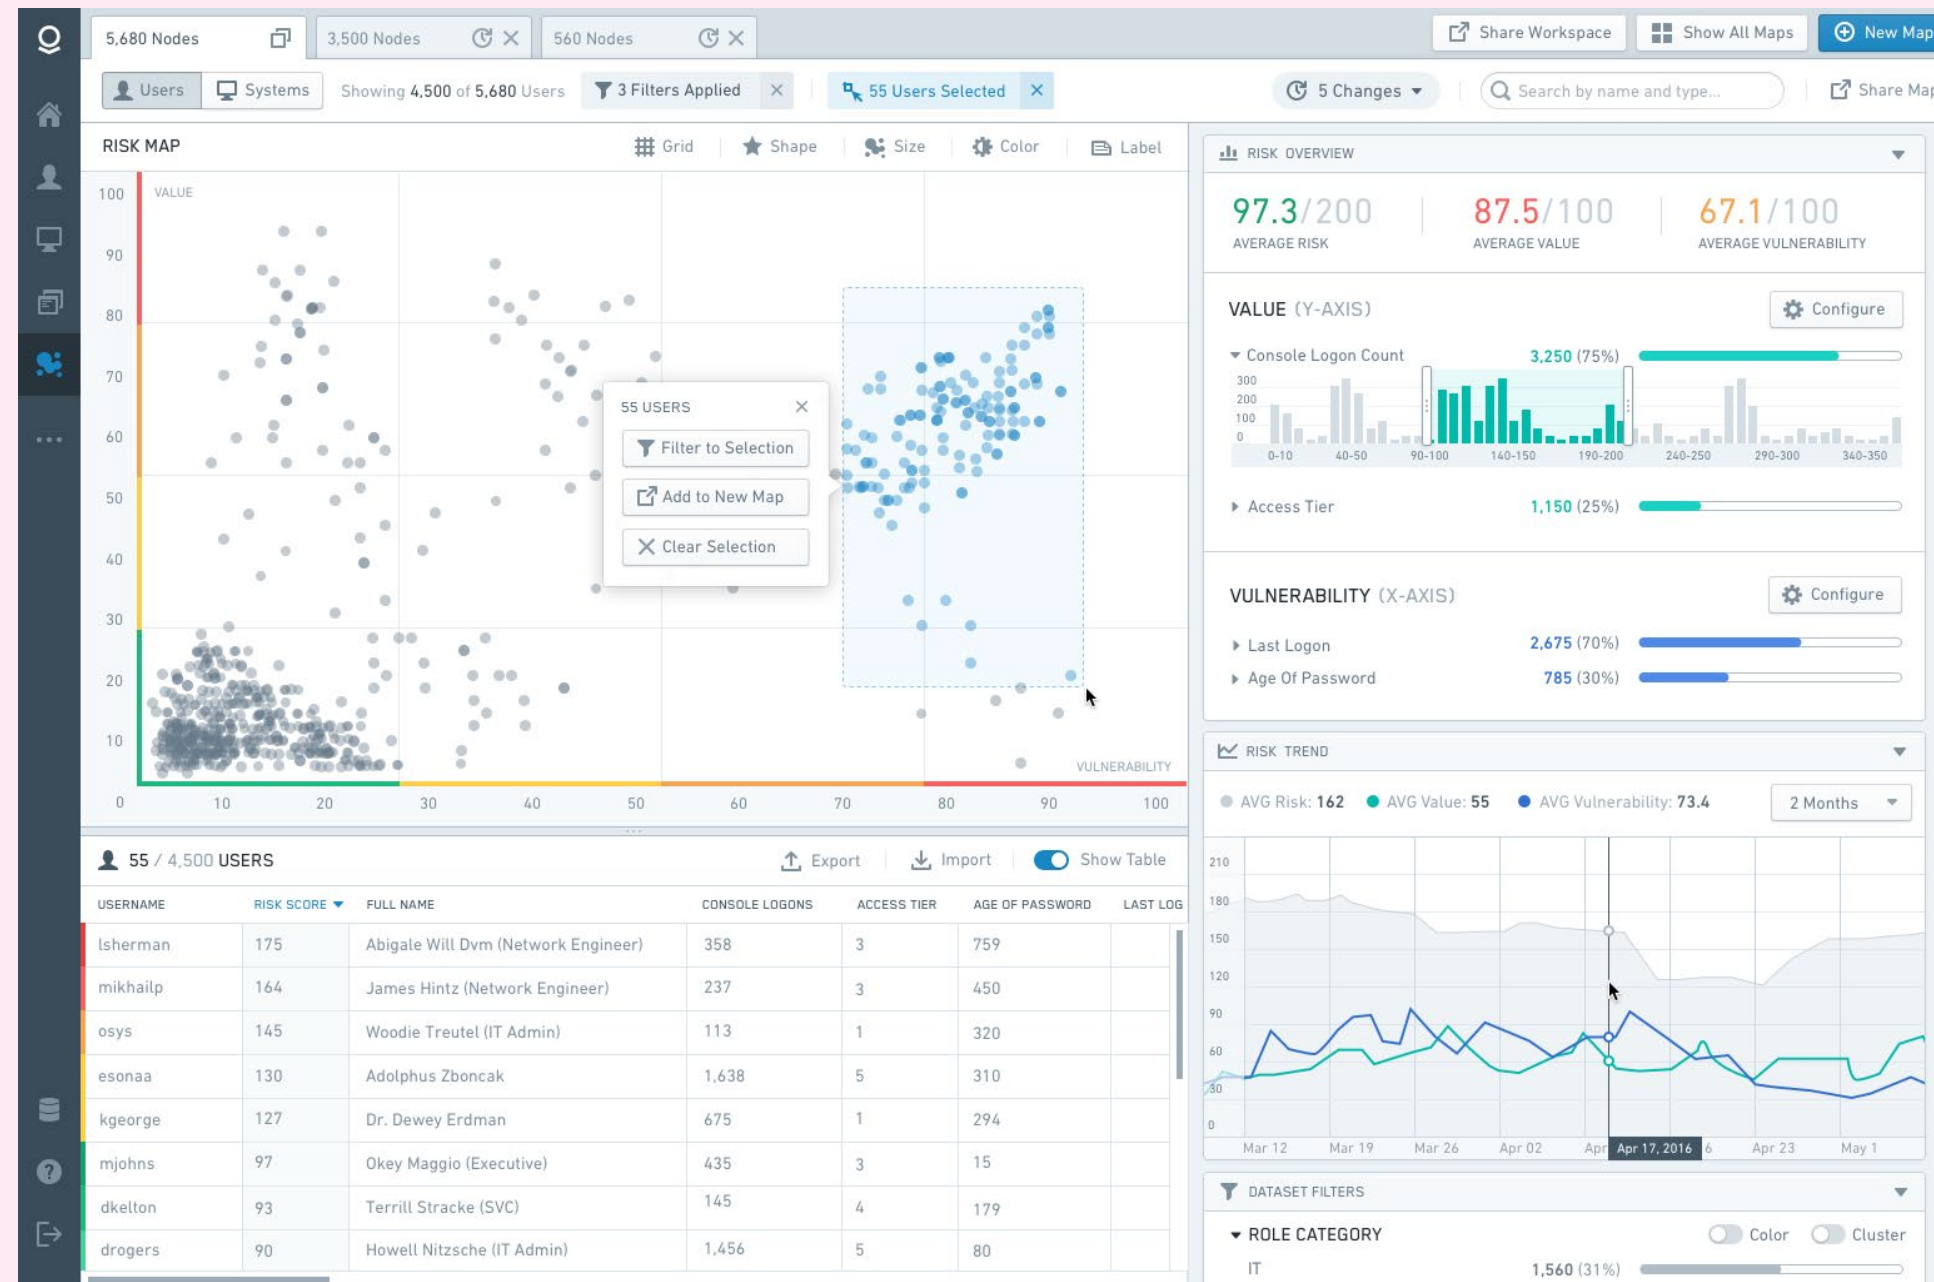 5,680 Nodes
3,500 Nodes
560 Nodes
Share Workspace
Show All Maps
New Map
Users
Systems
Showing 4,500 of 5,680 Users
3 Filters Applied
55 Users Selected
5 Changes
Search by name and type...
Share Map
RISK MAP
Grid
Shape
Size
Color
Label
VALUE
100
90
80
70
60
50
40
30
20
10
0
10 20 30 40 50 60 70 80 90 100
VULNERABILITY
55 USERS
Filter to Selection
Add to New Map
Clear Selection
55 / 4,500 USERS
Export
Import
Show Table
USERNAME RISK SCORE FULL NAME CONSOLE LOGONS ACCESS TIER AGE OF PASSWORD LAST LOG
lsherman 175 Abigale Will Dvm (Network Engineer) 358 3 759
mikhailp 164 James Hintz (Network Engineer) 237 3 450
osys 145 Woodie Treutel (IT Admin) 113 1 320
esonaa 130 Adolphus Zboncak 1,638 5 310
kgeorge 127 Dr. Dewey Erdman 675 1 294
mjohns 97 Okey Maggio (Executive) 435 3 15
dkelton 93 Terrill Stracke (SVC) 145 4 179
drogers 90 Howell Nitzsche (IT Admin) 1,456 5 80
RISK OVERVIEW
97.3/200
AVERAGE RISK
87.5/100
AVERAGE VALUE
67.1/100
AVERAGE VULNERABILITY
VALUE (Y-AXIS)
Configure
Console Logon Count 3,250 (75%)
300
200
100
0
0-10 40-50 90-100 140-150 190-200 240-250 290-300 340-350
Access Tier 1,150 (25%)
VULNERABILITY (X-AXIS)
Configure
Last Logon 2,675 (70%)
Age Of Password 785 (30%)
RISK TREND
AVG Risk: 162 AVG Value: 55 AVG Vulnerability: 73.4
2 Months
210
180
150
120
90
60
30
0
Mar 12 Mar 19 Mar 26 Apr 02 Apr Apr 17, 2016 6 Apr 23 May 1
DATASET FILTERS
ROLE CATEGORY
Color
Cluster
IT 1,560 (31%)